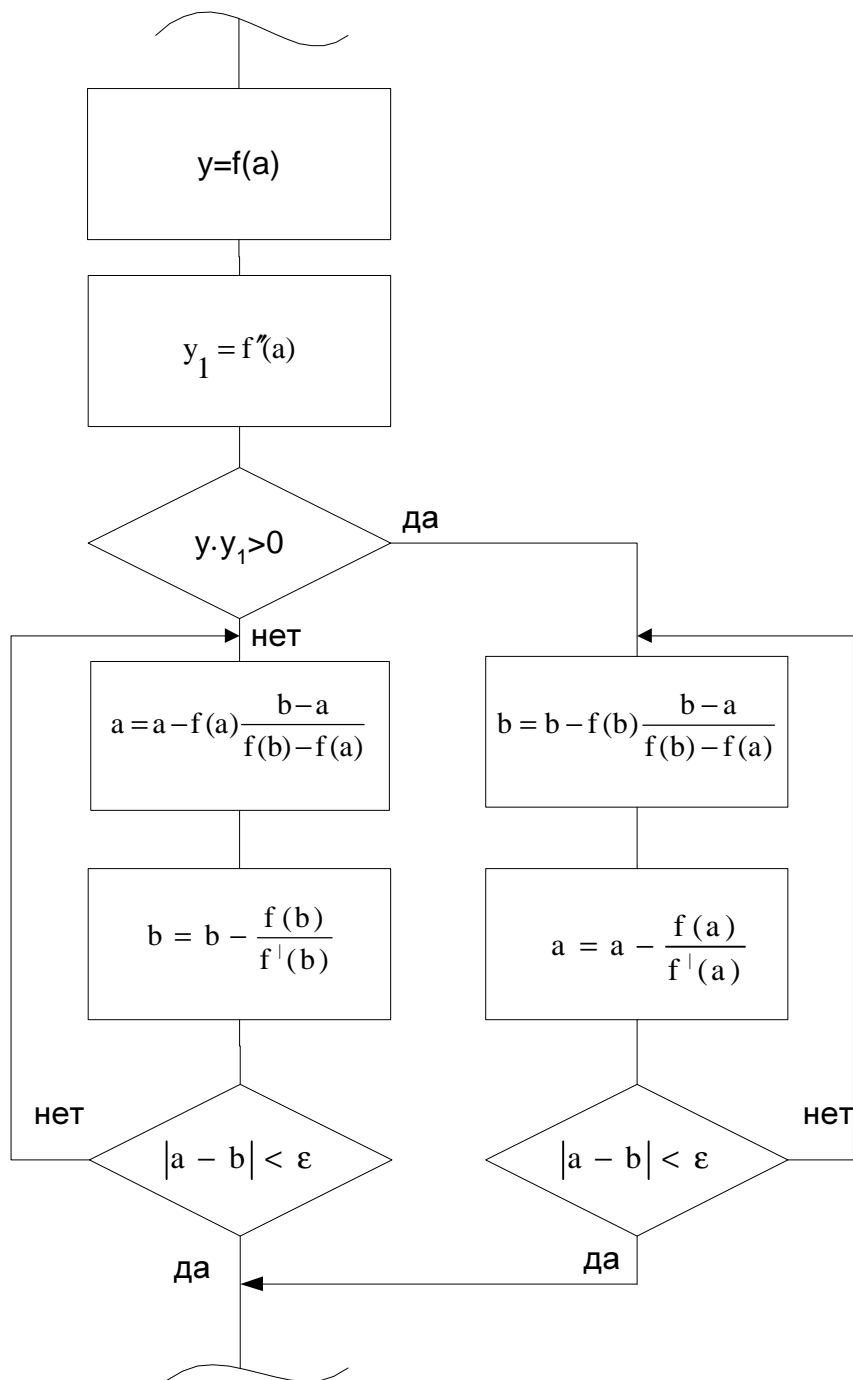 y=f(a)
y₁ = f″(a)
y·y₁>0
да
нет
a = a − f(a) (b − a)/(f(b) − f(a))
b = b − f(b) (b − a)/(f(b) − f(a))
b = b − f(b)/f ˈ(b)
a = a − f(a)/f ˈ(a)
нет
|a − b| < ε
|a − b| < ε
нет
да
да